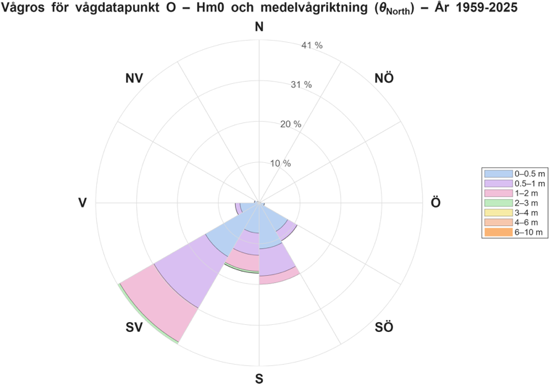 Vågros för vågdatapunkt O – Hm0 och medelvågriktning (θNorth) – År 1959-2025
N
41 %
NV
NÖ
31 %
20 %
10 %
V
Ö
0–0.5 m
0.5–1 m
1–2 m
2–3 m
3–4 m
4–6 m
6–10 m
SV
SÖ
S